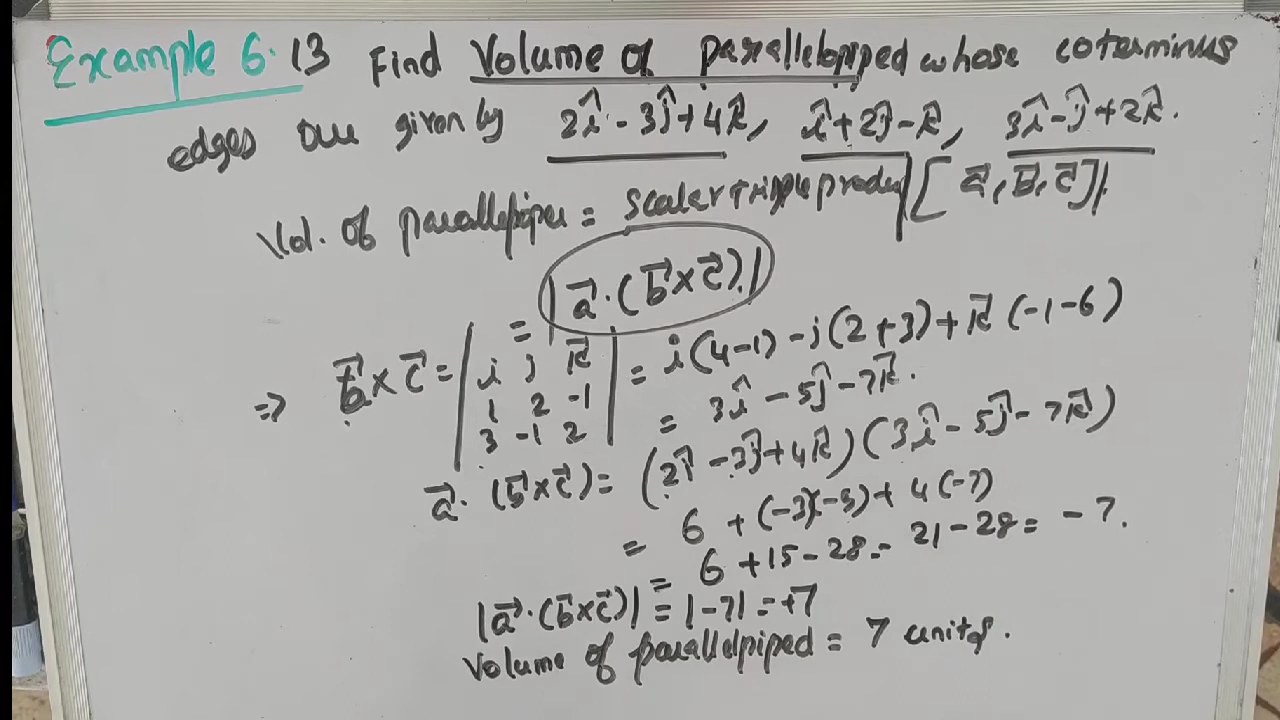 Example 6.13 Find Volume of parallelopiped whose coterminus
edges are given by 2î - 3ĵ + 4k̂, î + 2ĵ - k̂, 3î - ĵ + 2k̂.
Vol. of parallepiper = scaler tripple produ |[a⃗, b⃗, c⃗]|
= |a⃗·(b⃗×c⃗).|
⇒ b⃗×c⃗ = |i j k⃗| = i(4-1) - j(2+3) + k⃗(-1-6)
1 2 -1
3 -1 2
= 3î - 5ĵ - 7k⃗.
a⃗·(b⃗×c⃗) = (2î - 3ĵ + 4k̂)(3î - 5ĵ - 7k⃗)
= 6 + (-3)(-5) + 4(-7)
= 6 + 15 - 28 = 21 - 28 = -7.
|a⃗·(b⃗×c⃗)| = |-7| = +7
Volume of parallelpiped = 7 units.